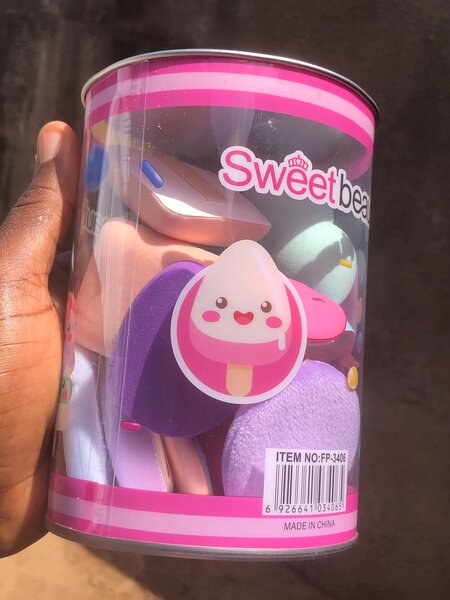 Sweetbea
ITEM NO:FP-3406
6 926641 034065
MADE IN CHINA